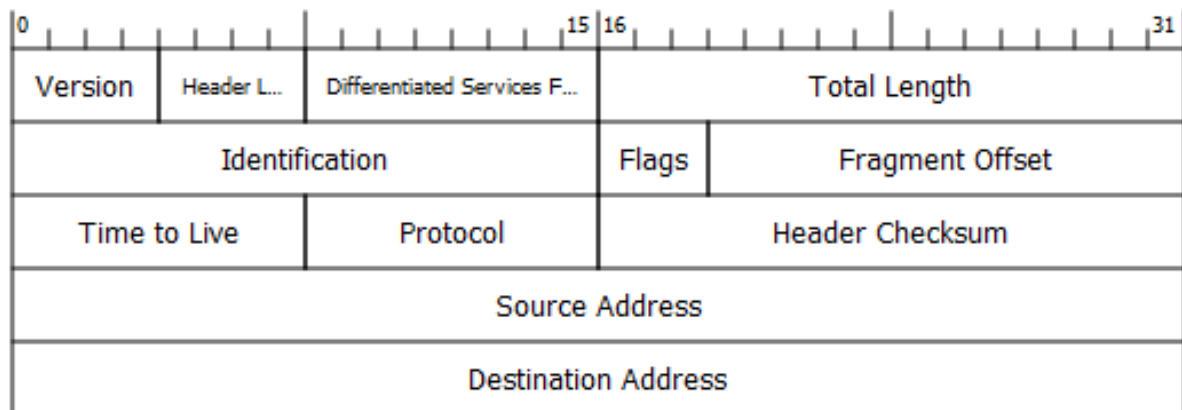 0 15 16 31
Version Header L... Differentiated Services F... Total Length
Identification Flags Fragment Offset
Time to Live Protocol Header Checksum
Source Address
Destination Address